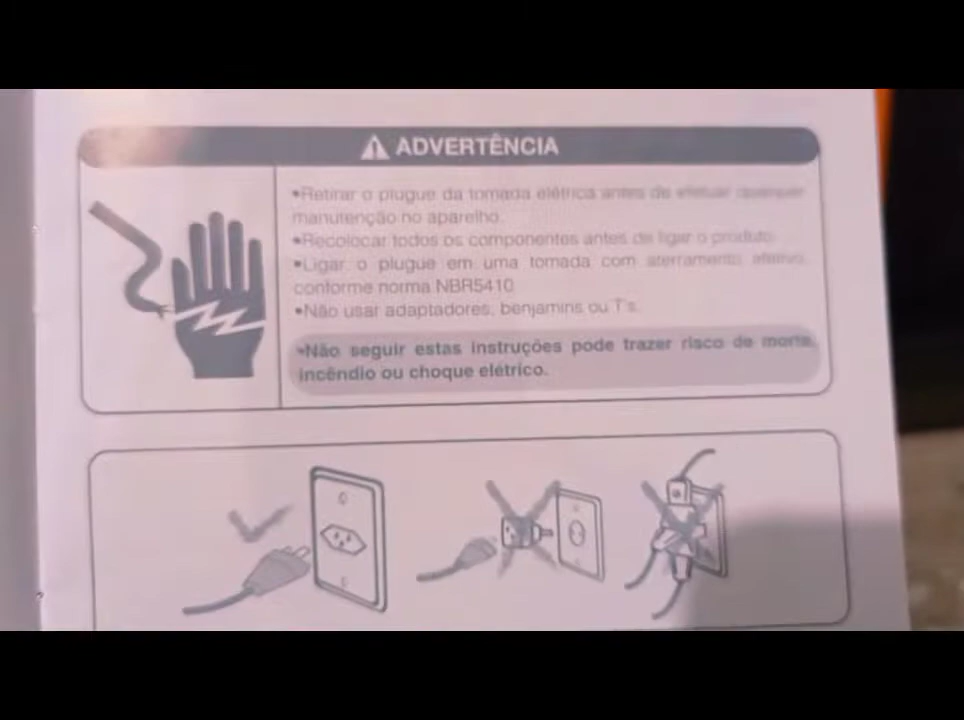 ADVERTÊNCIA
•Retirar o plugue da tomada elétrica antes de efetuar qualquer
manutenção no aparelho.
•Recolocar todos os componentes antes de ligar o produto.
•Ligar o plugue em uma tomada com aterramento efetivo,
conforme norma NBR5410
•Não usar adaptadores, benjamins ou T's.
•Não seguir estas instruções pode trazer risco de morte,
incêndio ou choque elétrico.